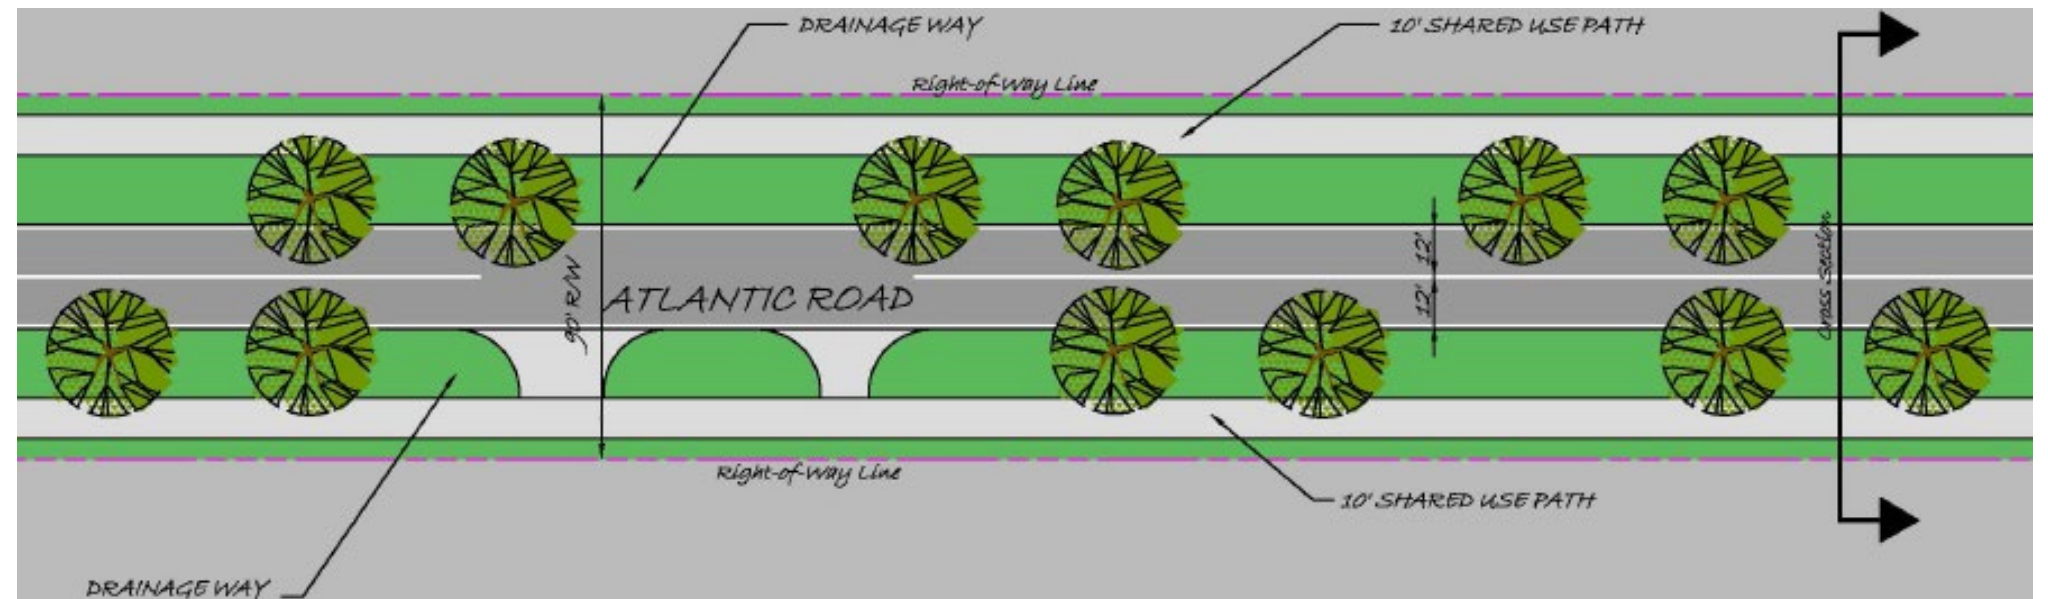 DRAINAGE WAY
10' SHARED USE PATH
Right-of-Way Line
12'
Cross Section
90' R/W
ATLANTIC ROAD
12'
Right-of-Way Line
10' SHARED USE PATH
DRAINAGE WAY